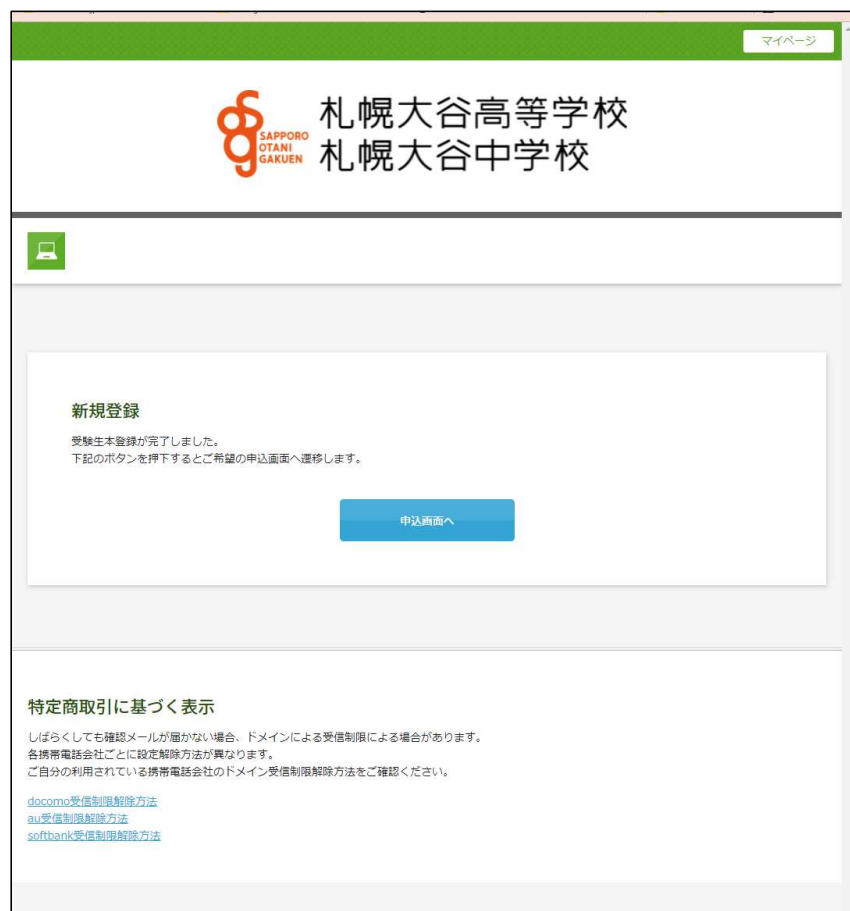 マイページ
SAPPORO
OTANI
GAKUEN
札幌大谷高等学校
札幌大谷中学校
新規登録
受験生本登録が完了しました。
下記のボタンを押下するとご希望の申込画面へ遷移します。
申込画面へ
特定商取引に基づく表示
しばらくしても確認メールが届かない場合、ドメインによる受信制限による場合があります。
各携帯電話会社ごとに設定解除方法が異なります。
ご自分の利用されている携帯電話会社のドメイン受信制限解除方法をご確認ください。
docomo受信制限解除方法
au受信制限解除方法
softbank受信制限解除方法